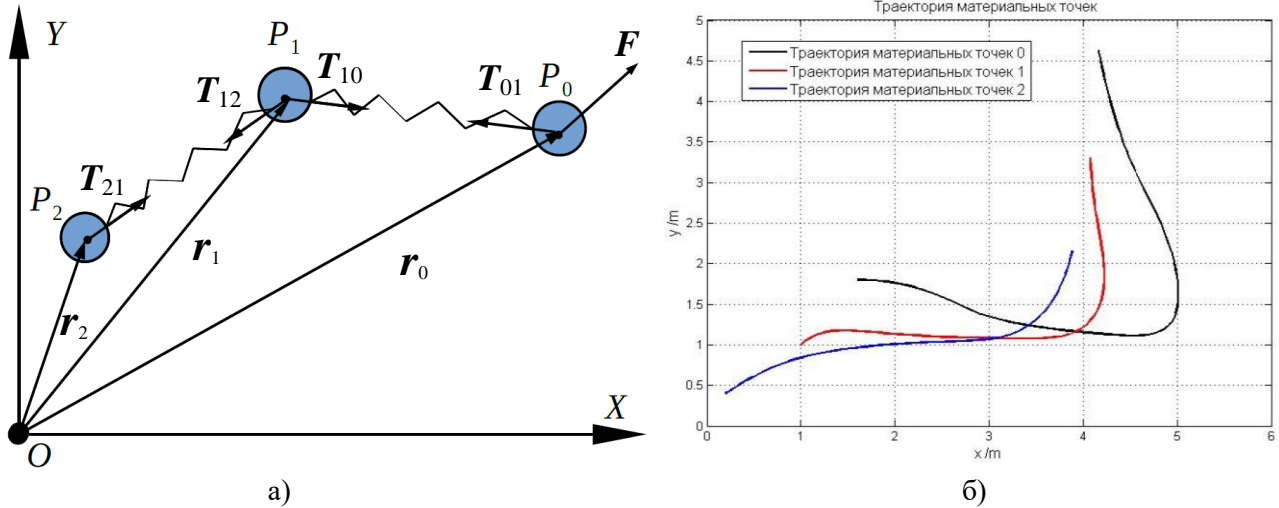 Y
P₁
F
T₁₀
T₁₂
T₀₁
P₀
T₂₁
P₂
r₁
r₀
r₂
X
O
а)
Траектория материальных точек
Траектория материальных точек 0
Траектория материальных точек 1
Траектория материальных точек 2
5
4.5
4
3.5
3
2.5
2
1.5
1
0.5
0
y /m
0 1 2 3 4 5 6
x /m
б)